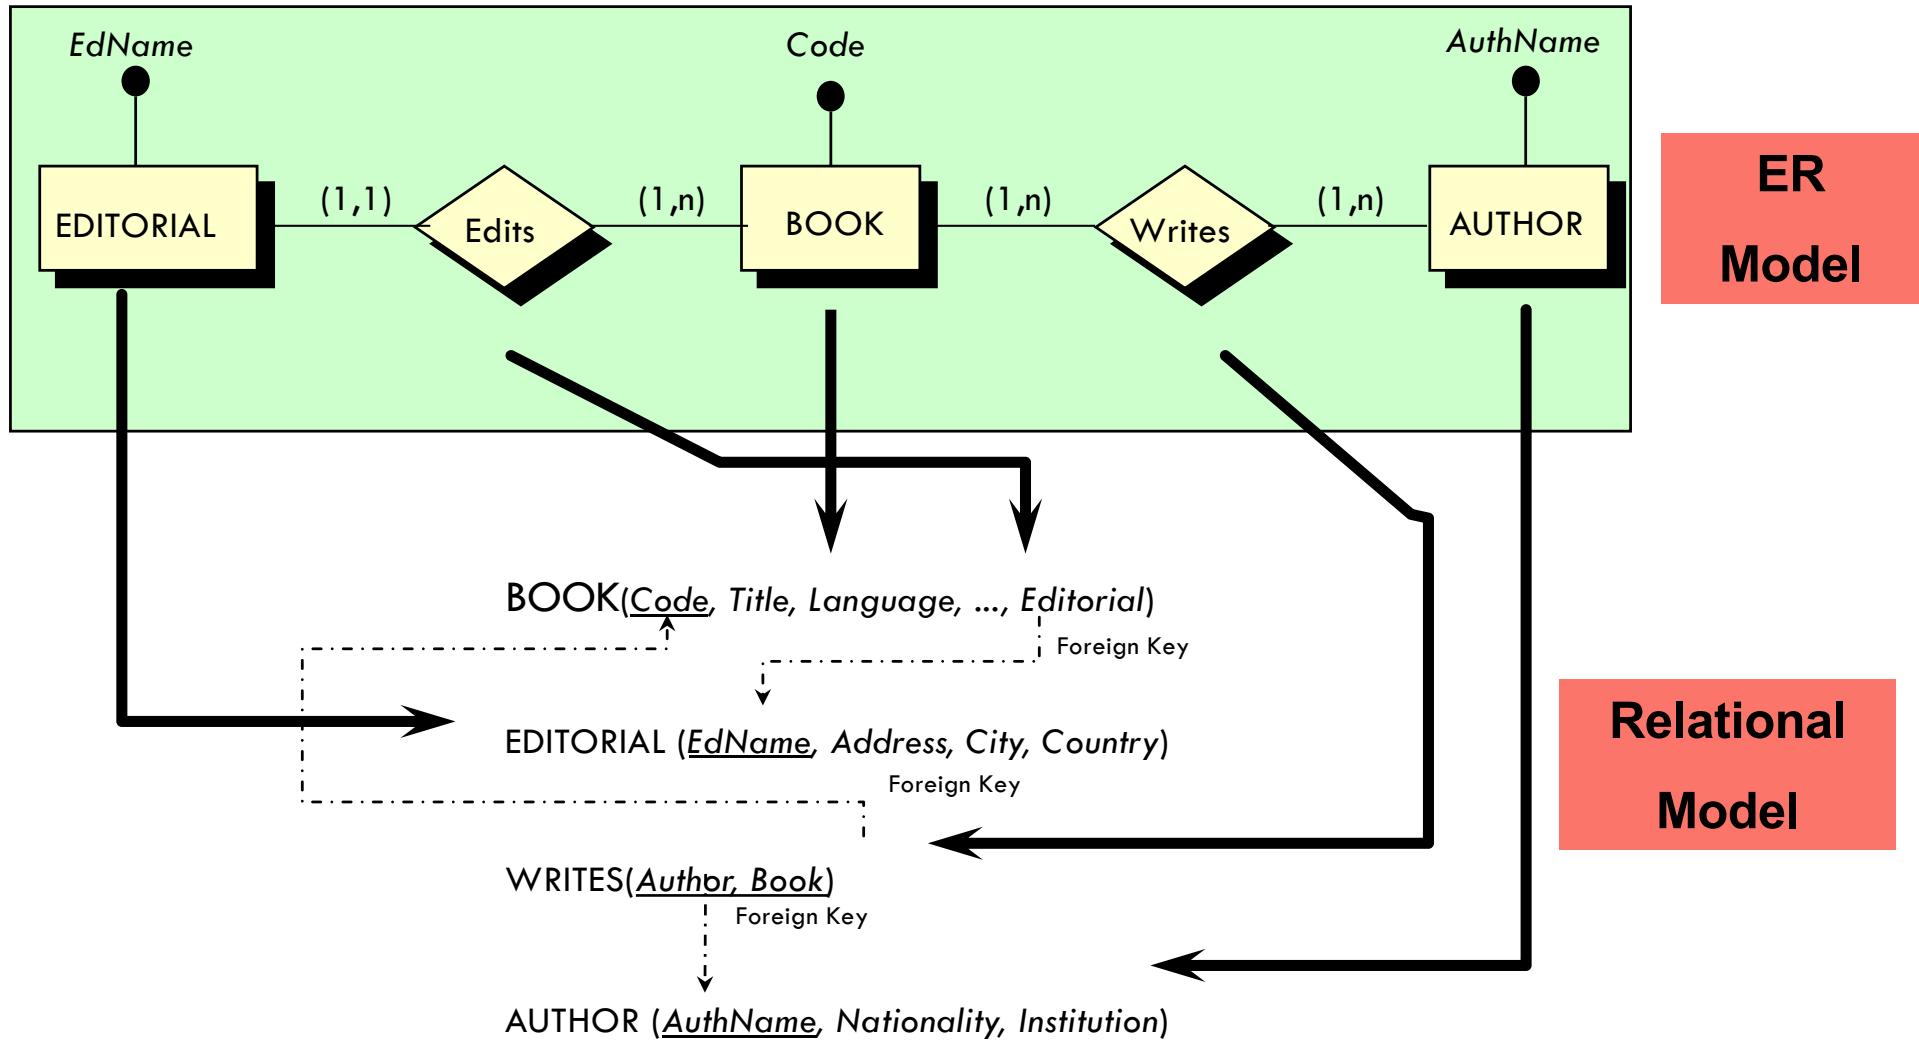 EdName
Code
AuthName
EDITORIAL
(1,1)
Edits
(1,n)
BOOK
(1,n)
Writes
(1,n)
AUTHOR
ER
Model
BOOK(Code, Title, Language, ..., Editorial)
Foreign Key
EDITORIAL (EdName, Address, City, Country)
Foreign Key
WRITES(Author, Book)
Foreign Key
AUTHOR (AuthName, Nationality, Institution)
Relational
Model